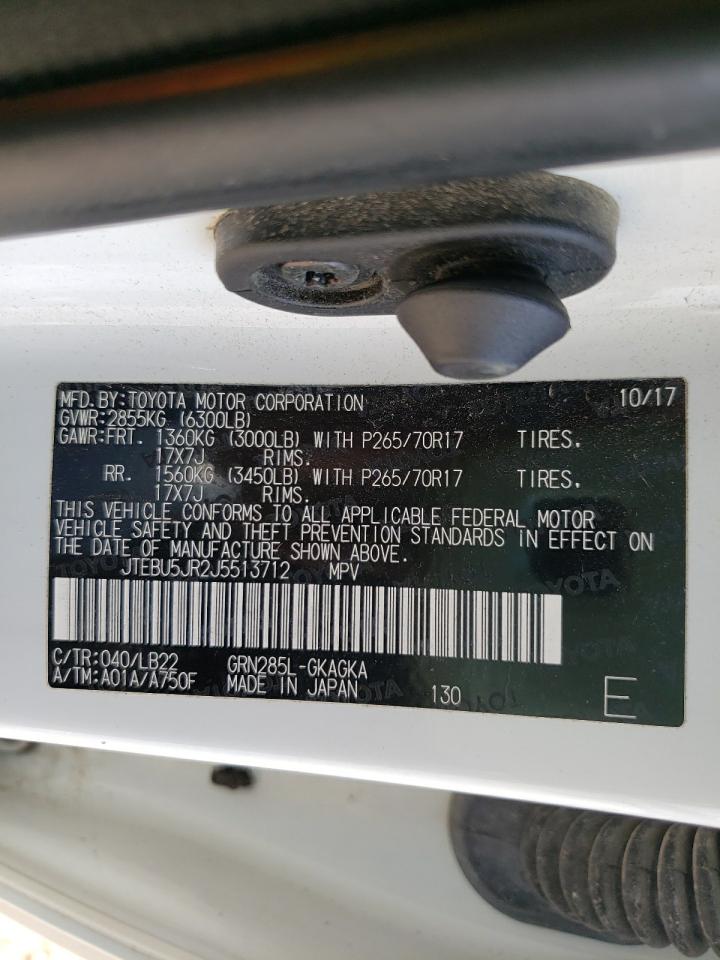 MFD. BY: TOYOTA MOTOR CORPORATION 10/17
GVWR: 2855KG (6300LB)
GAWR: FRT. 1360KG (3000LB) WITH P265/70R17 TIRES.
17X7J RIMS.
RR. 1560KG (3450LB) WITH P265/70R17 TIRES.
17X7J RIMS.
THIS VEHICLE CONFORMS TO ALL APPLICABLE FEDERAL MOTOR
VEHICLE SAFETY AND THEFT PREVENTION STANDARDS IN EFFECT ON
THE DATE OF MANUFACTURE SHOWN ABOVE.
JTEBU5JR2J5513712 MPV
C/TR: 040/LB22 GRN285L-GKAGKA
A/TM: A01A/A750F MADE IN JAPAN 130 E